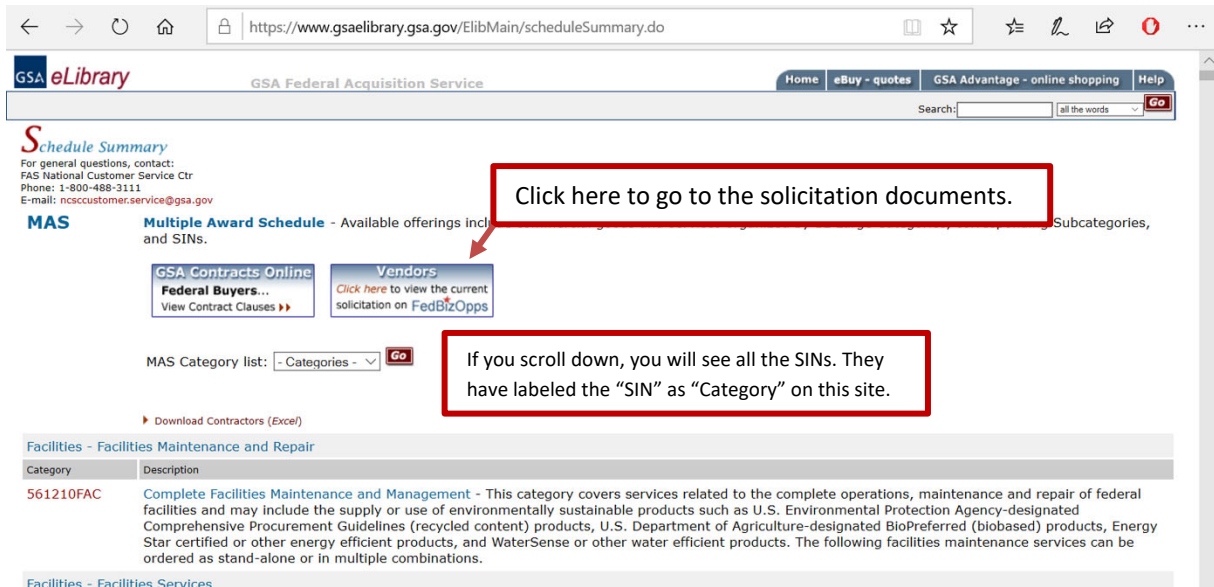 https://www.gsaelibrary.gsa.gov/ElibMain/scheduleSummary.do
GSA eLibrary
GSA Federal Acquisition Service
Home eBuy - quotes GSA Advantage - online shopping Help
Search: all the words Go
Schedule Summary
For general questions, contact:
FAS National Customer Service Ctr
Phone: 1-800-488-3111
E-mail: ncsccustomer.service@gsa.gov
Click here to go to the solicitation documents.
MAS Multiple Award Schedule - Available offerings Subcategories,
and SINs.
GSA Contracts Online
Federal Buyers...
View Contract Clauses
Vendors
Click here to view the current
solicitation on FedBizOpps
MAS Category list: - Categories - Go
If you scroll down, you will see all the SINs. They
have labeled the “SIN” as “Category” on this site.
Download Contractors (Excel)
Facilities - Facilities Maintenance and Repair
Category Description
561210FAC Complete Facilities Maintenance and Management - This category covers services related to the complete operations, maintenance and repair of federal
facilities and may include the supply or use of environmentally sustainable products such as U.S. Environmental Protection Agency-designated
Comprehensive Procurement Guidelines (recycled content) products, U.S. Department of Agriculture-designated BioPreferred (biobased) products, Energy
Star certified or other energy efficient products, and WaterSense or other water efficient products. The following facilities maintenance services can be
ordered as stand-alone or in multiple combinations.
Facilities - Facilities Services